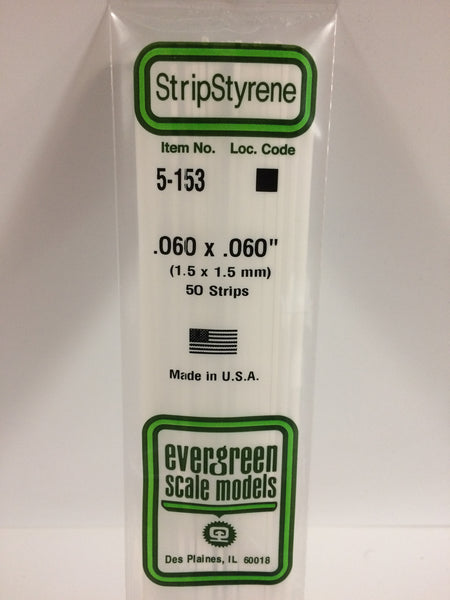 StripStyrene
Item No. Loc. Code
5-153
.060 x .060"
(1.5 x 1.5 mm)
50 Strips
Made in U.S.A.
evergreen
scale models
Des Plaines, IL 60018